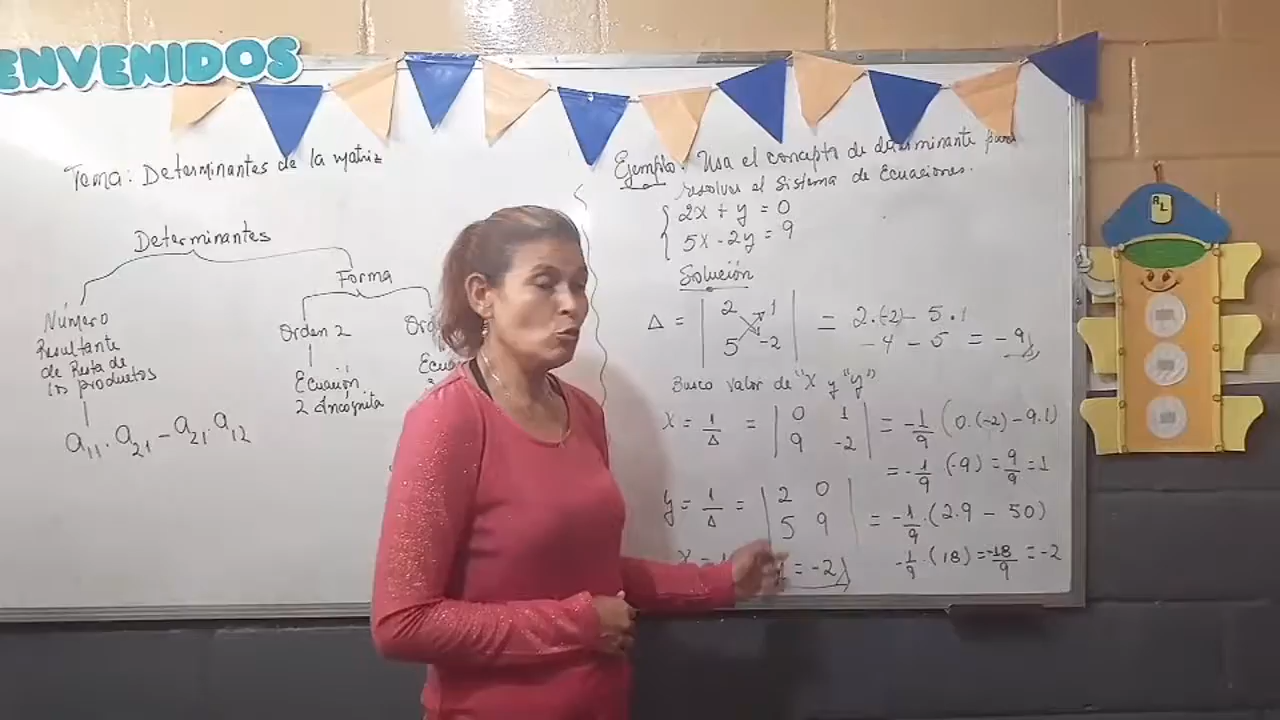 ENVENIDOS
Tema: Determinantes de la matriz
Determinantes
Número
Resultante
de Resta de
los productos
a₁₁ . a₂₁ - a₂₁ . a₁₂
Forma
Orden 2
Ecuación
2 Incógnita
Ejemplo: Usa el concepto de determinante para
resolver el Sistema de Ecuaciones.
2x + y = 0
5x - 2y = 9
Solución
Δ = | 2 1 | = 2.(-2) - 5.1
| 5 -2 | -4 - 5 = -9
Busco Valor de "X y "y"
X = 1/Δ = | 0 1 | = -1/9 (0.(-2) - 9.1)
| 9 -2 | = -1/9 (-9) = 9/9 = 1
y = 1/Δ = | 2 0 | = -1/9 . (2.9 - 50)
| 5 9 | -1/9 . (18) = -18/9 = -2
X = 1 = -2
RL